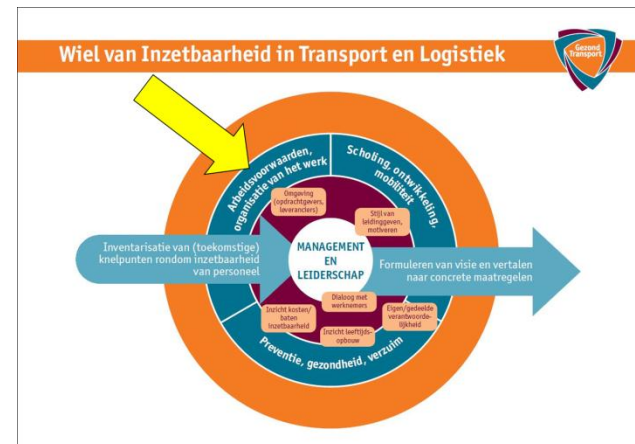 Wiel van Inzetbaarheid in Transport en Logistiek
Gezond
Transport
Arbeidsvoorwaarden,
organisatie van het werk
Scholing, ontwikkeling,
mobiliteit
Omgeving
(opdrachtgevers,
leveranciers)
Stijl van
leidinggeven,
motiveren
Inventarisatie van (toekomstige)
knelpunten rondom inzetbaarheid
van personeel
MANAGEMENT
EN
LEIDERSCHAP
Formuleren van visie en vertalen
naar concrete maatregelen
Dialoog met
werknemers
Inzicht kosten/
baten
inzetbaarheid
Inzicht leeftijds-
opbouw
Eigen/gedeelde
verantwoorde-
lijkheid
Preventie, gezondheid, verzuim